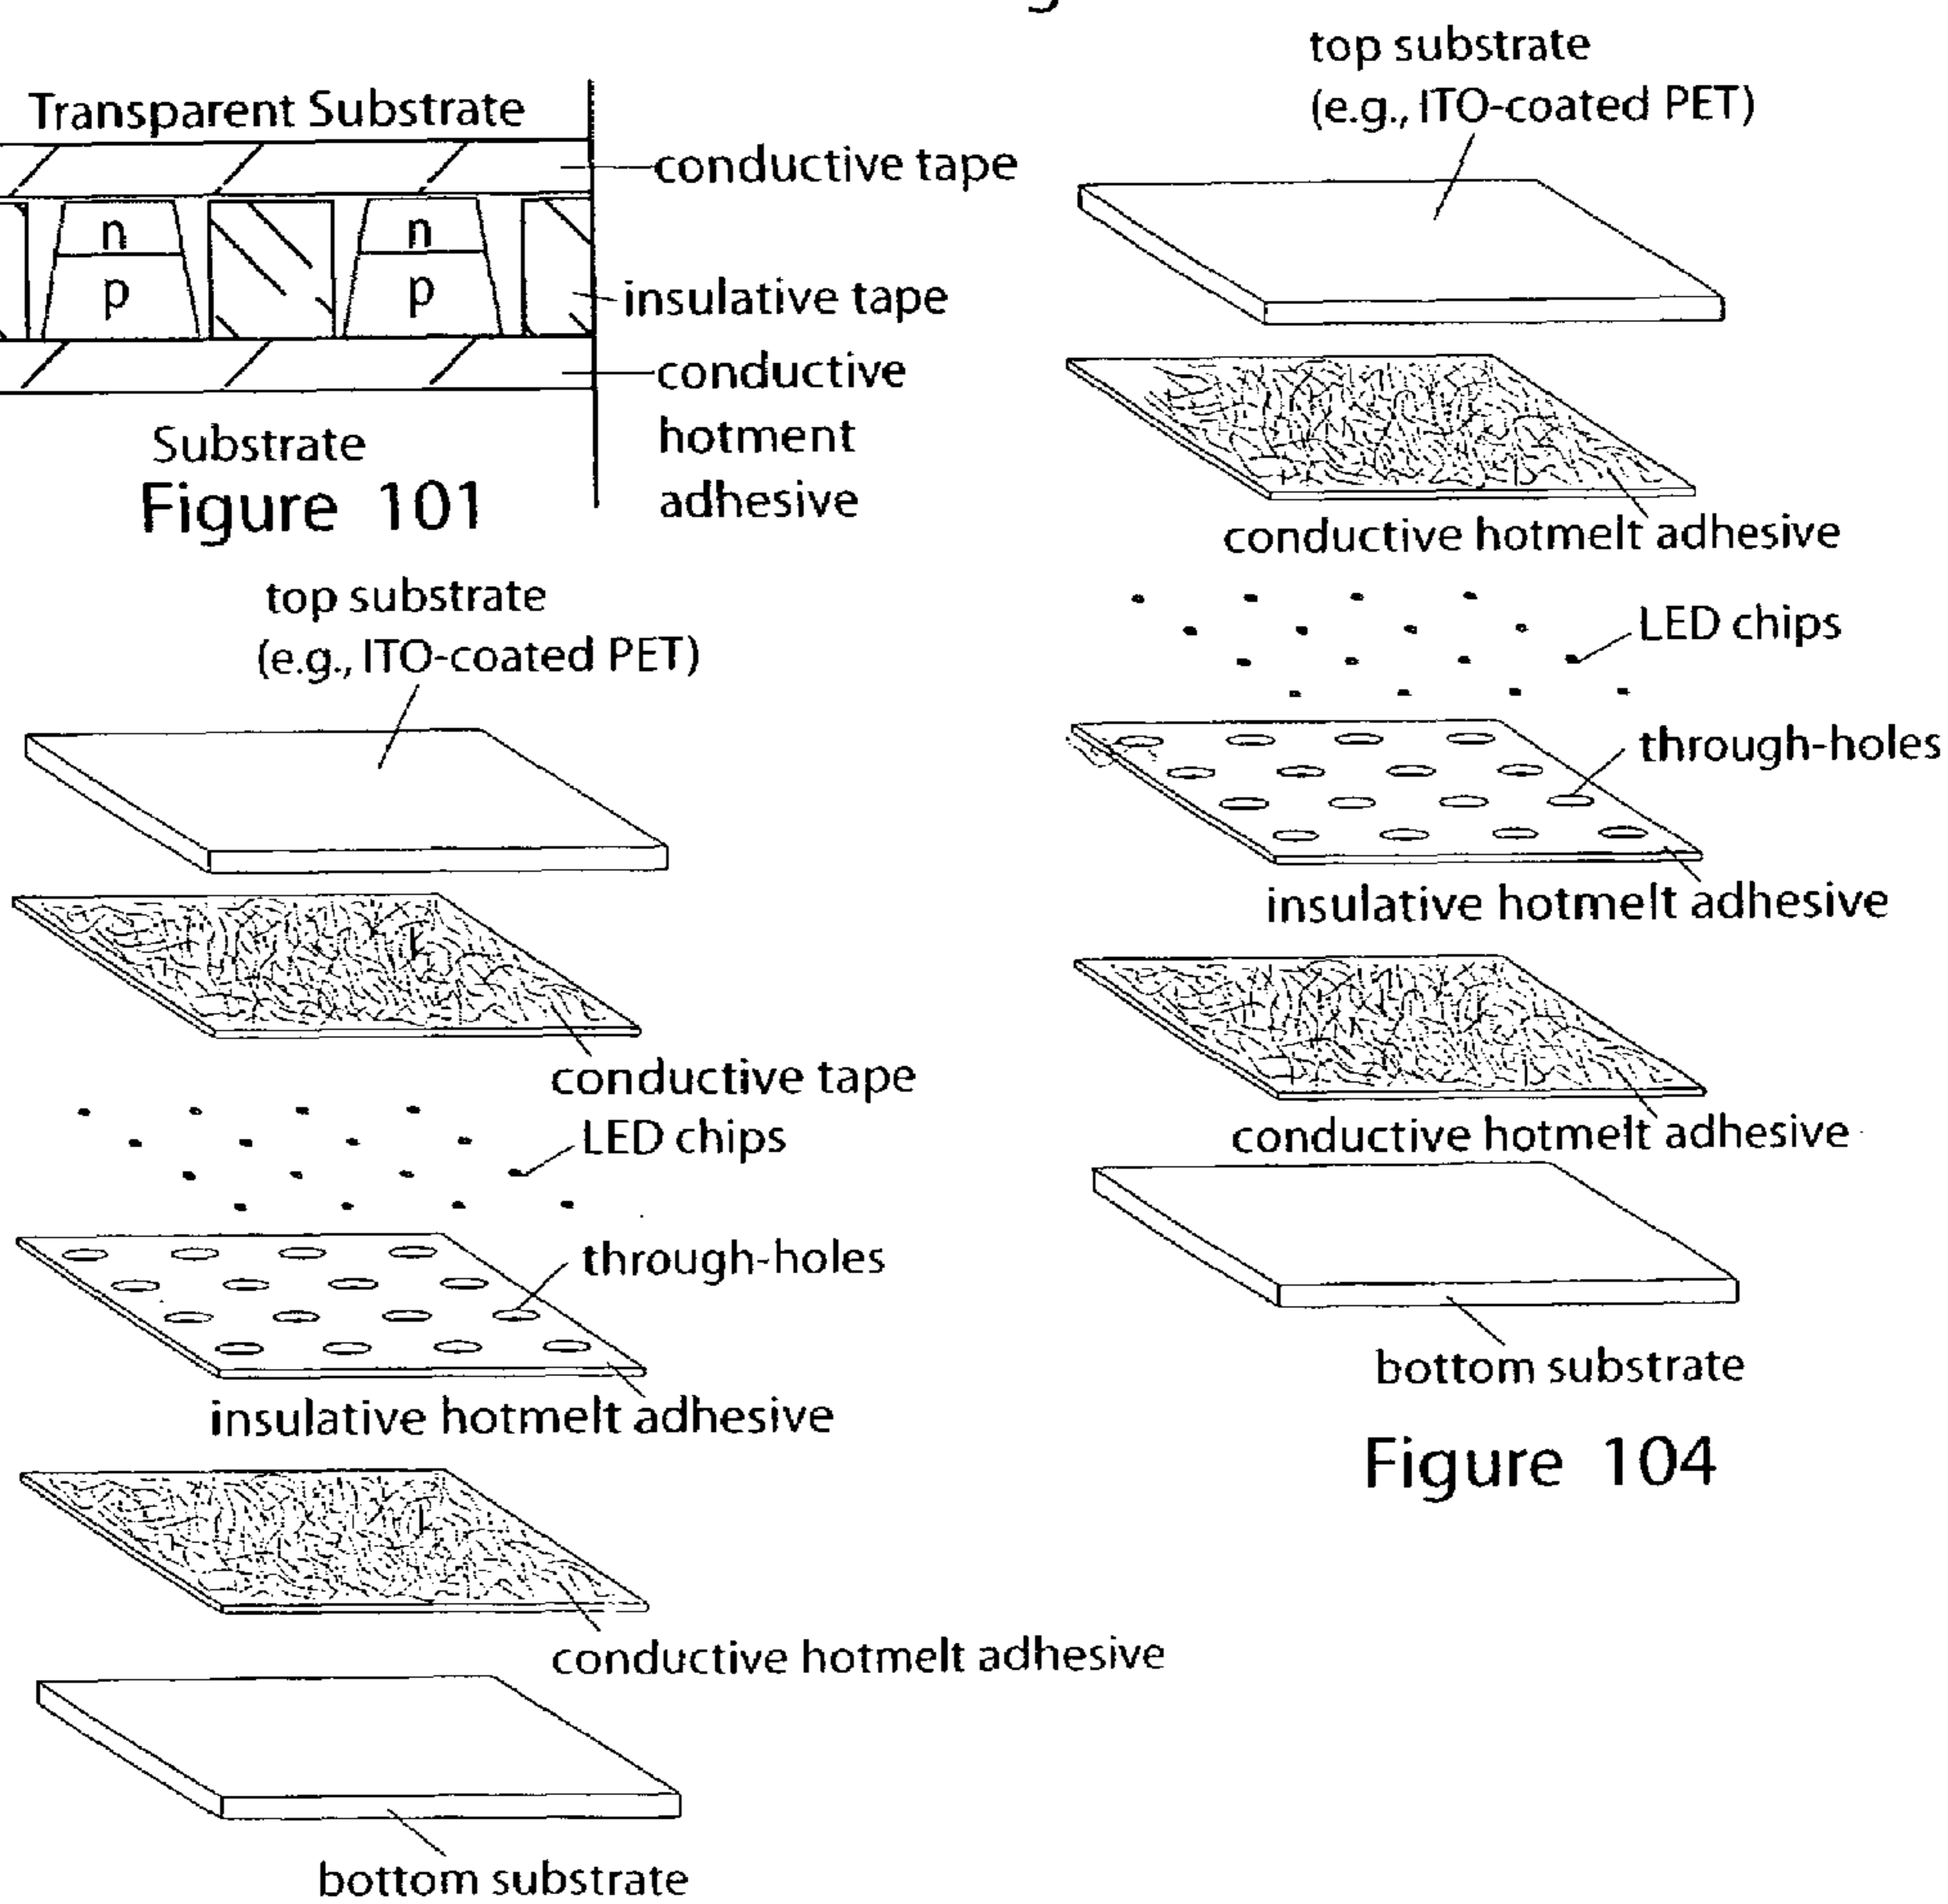 Transparent Substrate
conductive tape
n
n
p
p
insulative tape
conductive
hotment
adhesive
Substrate
Figure 101
top substrate
(e.g., ITO-coated PET)
conductive tape
LED chips
through-holes
insulative hotmelt adhesive
conductive hotmelt adhesive
bottom substrate
top substrate
(e.g., ITO-coated PET)
conductive hotmelt adhesive
LED chips
through-holes
insulative hotmelt adhesive
conductive hotmelt adhesive
bottom substrate
Figure 104